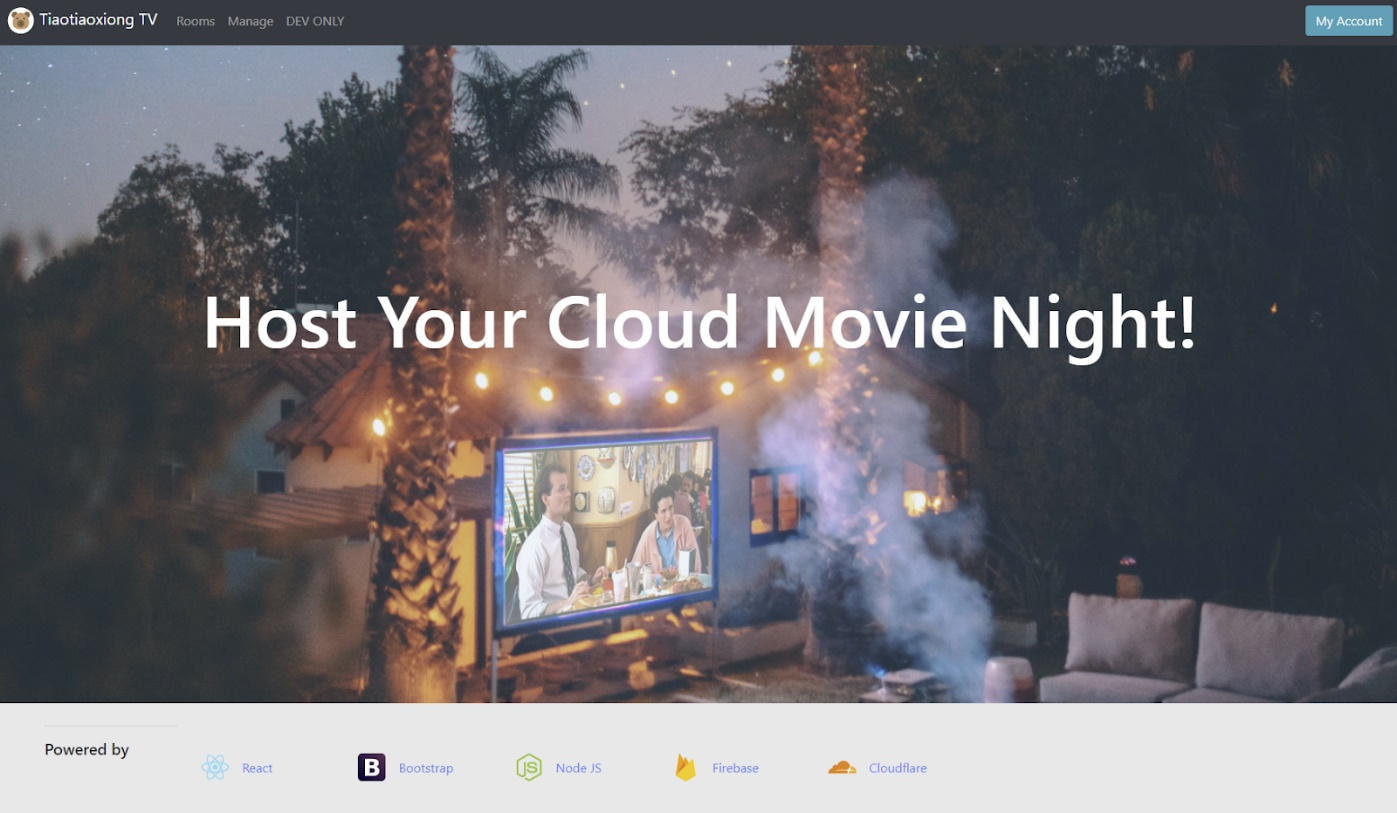 Tiaotiaoxiong TV Rooms Manage DEV ONLY My Account
Host Your Cloud Movie Night!
Powered by
React Bootstrap Node JS Firebase Cloudflare